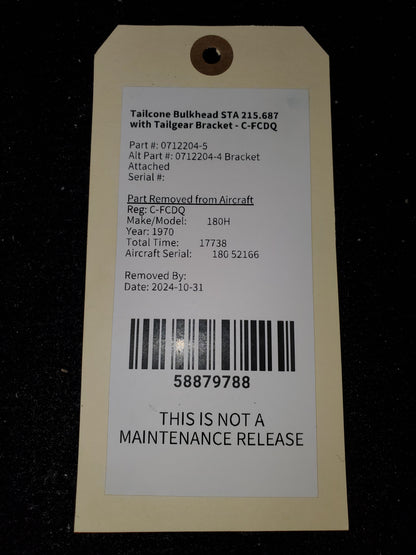 Tailcone Bulkhead STA 215.687
with Tailgear Bracket - C-FCDQ
Part #: 0712204-5
Alt Part #: 0712204-4 Bracket
Attached
Serial #:
Part Removed from Aircraft
Reg: C-FCDQ
Make/Model: 180H
Year: 1970
Total Time: 17738
Aircraft Serial: 180 52166
Removed By:
Date: 2024-10-31
58879788
THIS IS NOT A
MAINTENANCE RELEASE